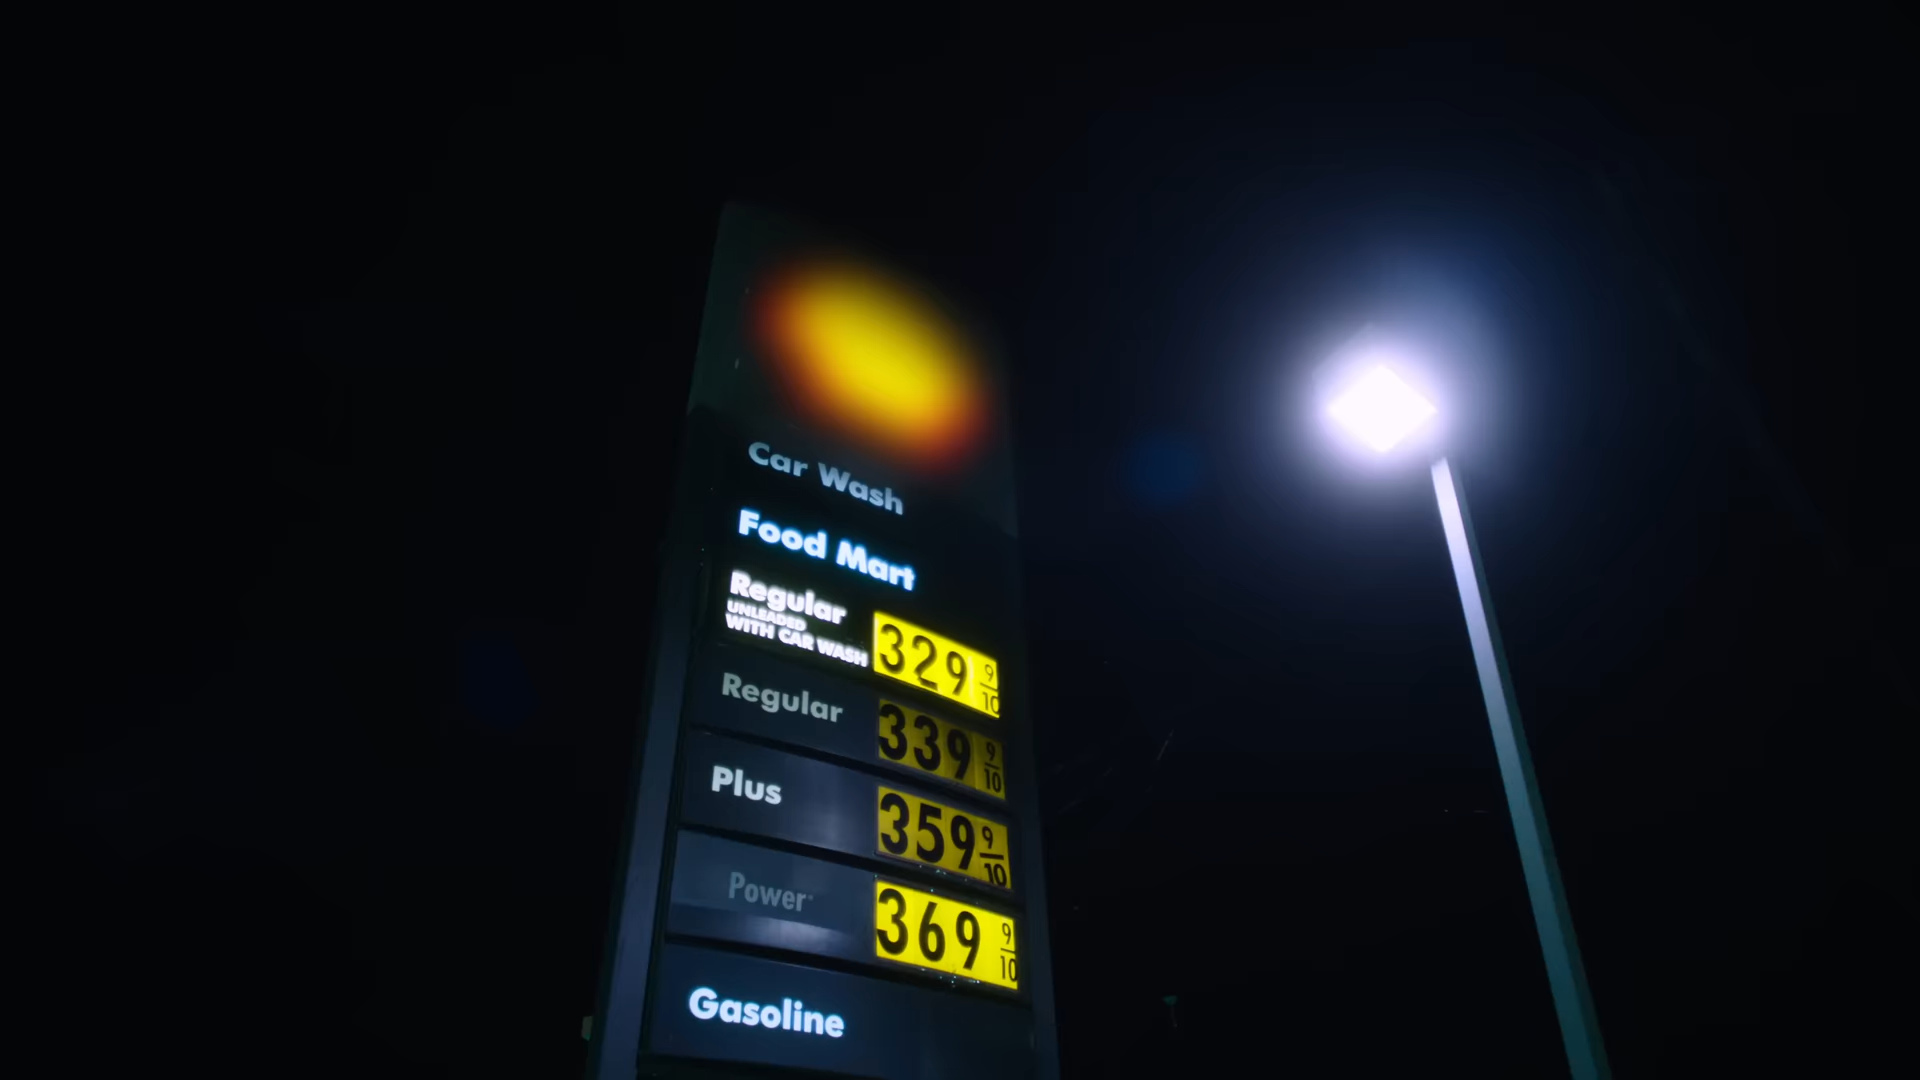 Car Wash
Food Mart
Regular
UNLEADED
WITH CAR WASH
329 9/10
Regular
339 9/10
Plus
359 9/10
Power
369 9/10
Gasoline